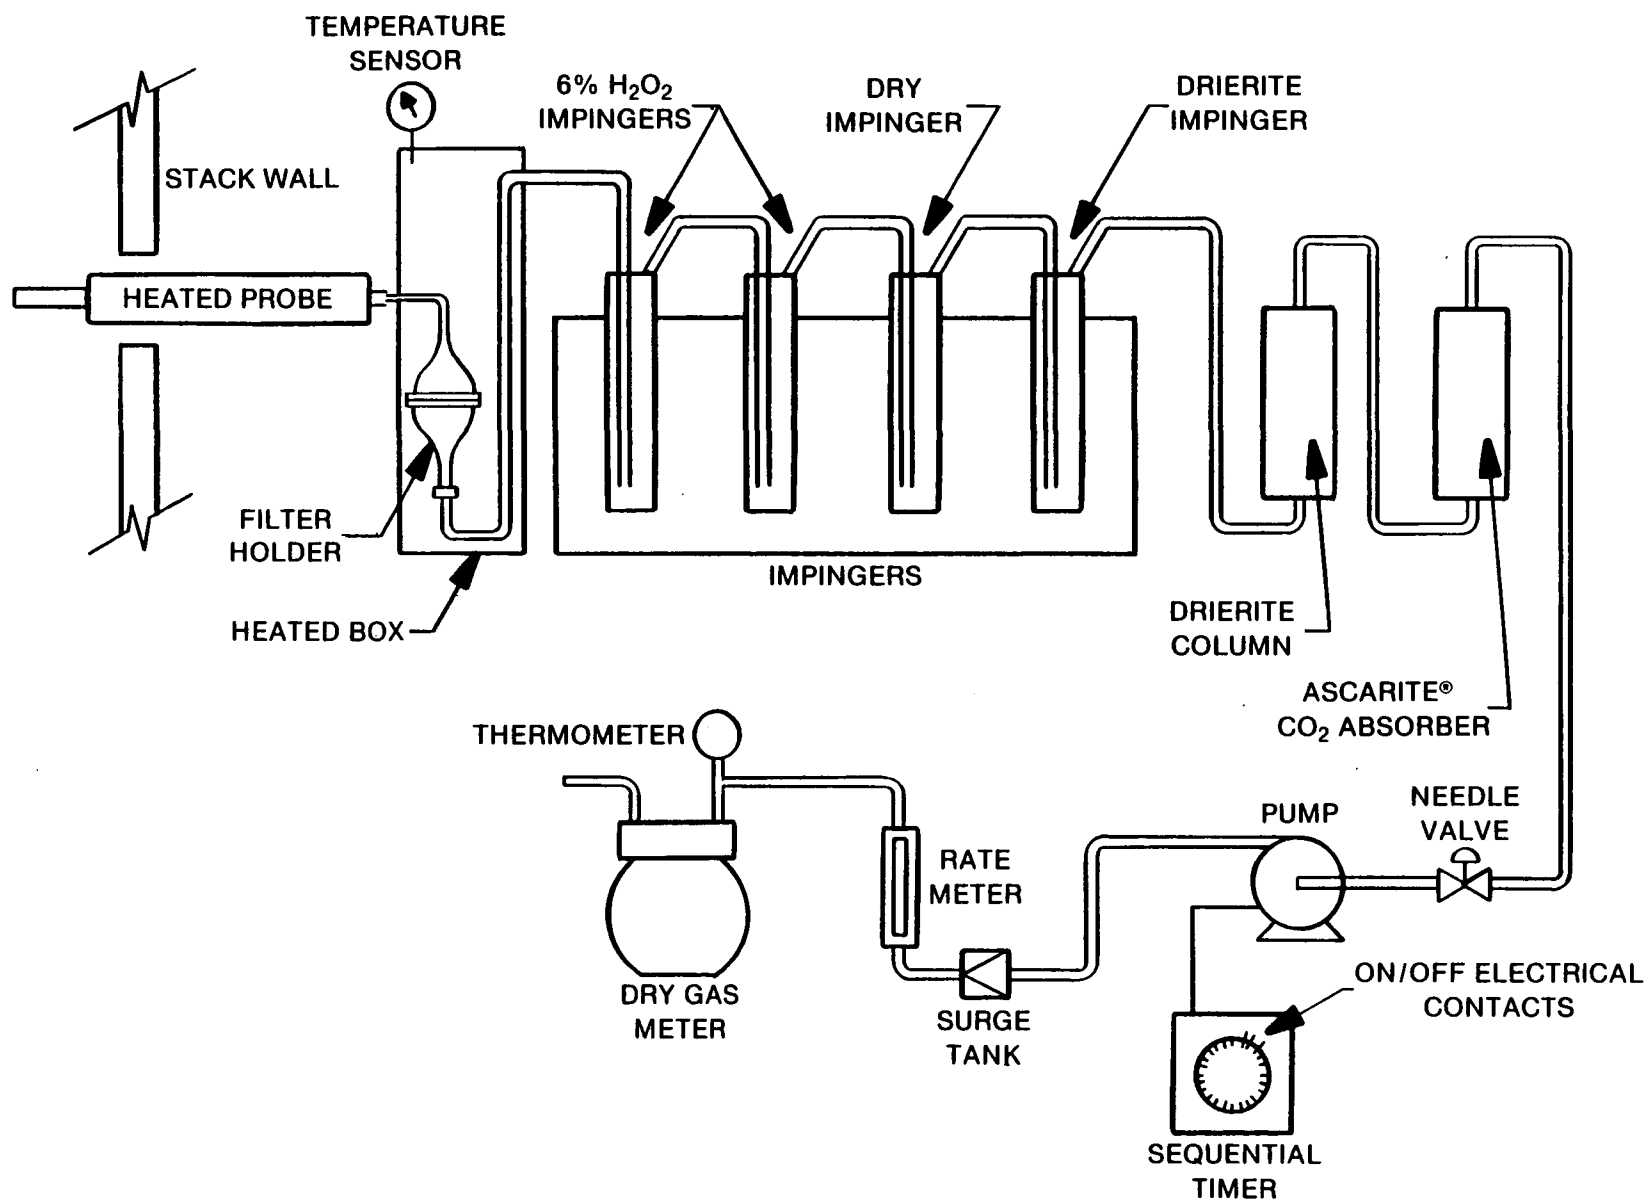 TEMPERATURE
SENSOR
6% H₂O₂
IMPINGERS
DRY
IMPINGER
DRIERITE
IMPINGER
STACK WALL
HEATED PROBE
FILTER
HOLDER
IMPINGERS
HEATED BOX
DRIERITE
COLUMN
ASCARITE®
CO₂ ABSORBER
THERMOMETER
PUMP
NEEDLE
VALVE
RATE
METER
DRY GAS
METER
SURGE
TANK
ON/OFF ELECTRICAL
CONTACTS
SEQUENTIAL
TIMER